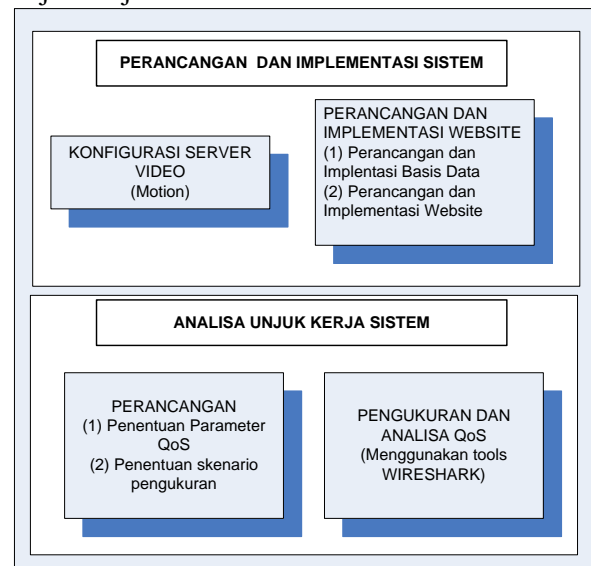 PERANCANGAN DAN IMPLEMENTASI SISTEM
KONFIGURASI SERVER
VIDEO
(Motion)
PERANCANGAN DAN
IMPLEMENTASI WEBSITE
(1) Perancangan dan
Implentasi Basis Data
(2) Perancangan dan
Implementasi Website
ANALISA UNJUK KERJA SISTEM
PERANCANGAN
(1) Penentuan Parameter
QoS
(2) Penentuan skenario
pengukuran
PENGUKURAN DAN
ANALISA QoS
(Menggunakan tools
WIRESHARK)